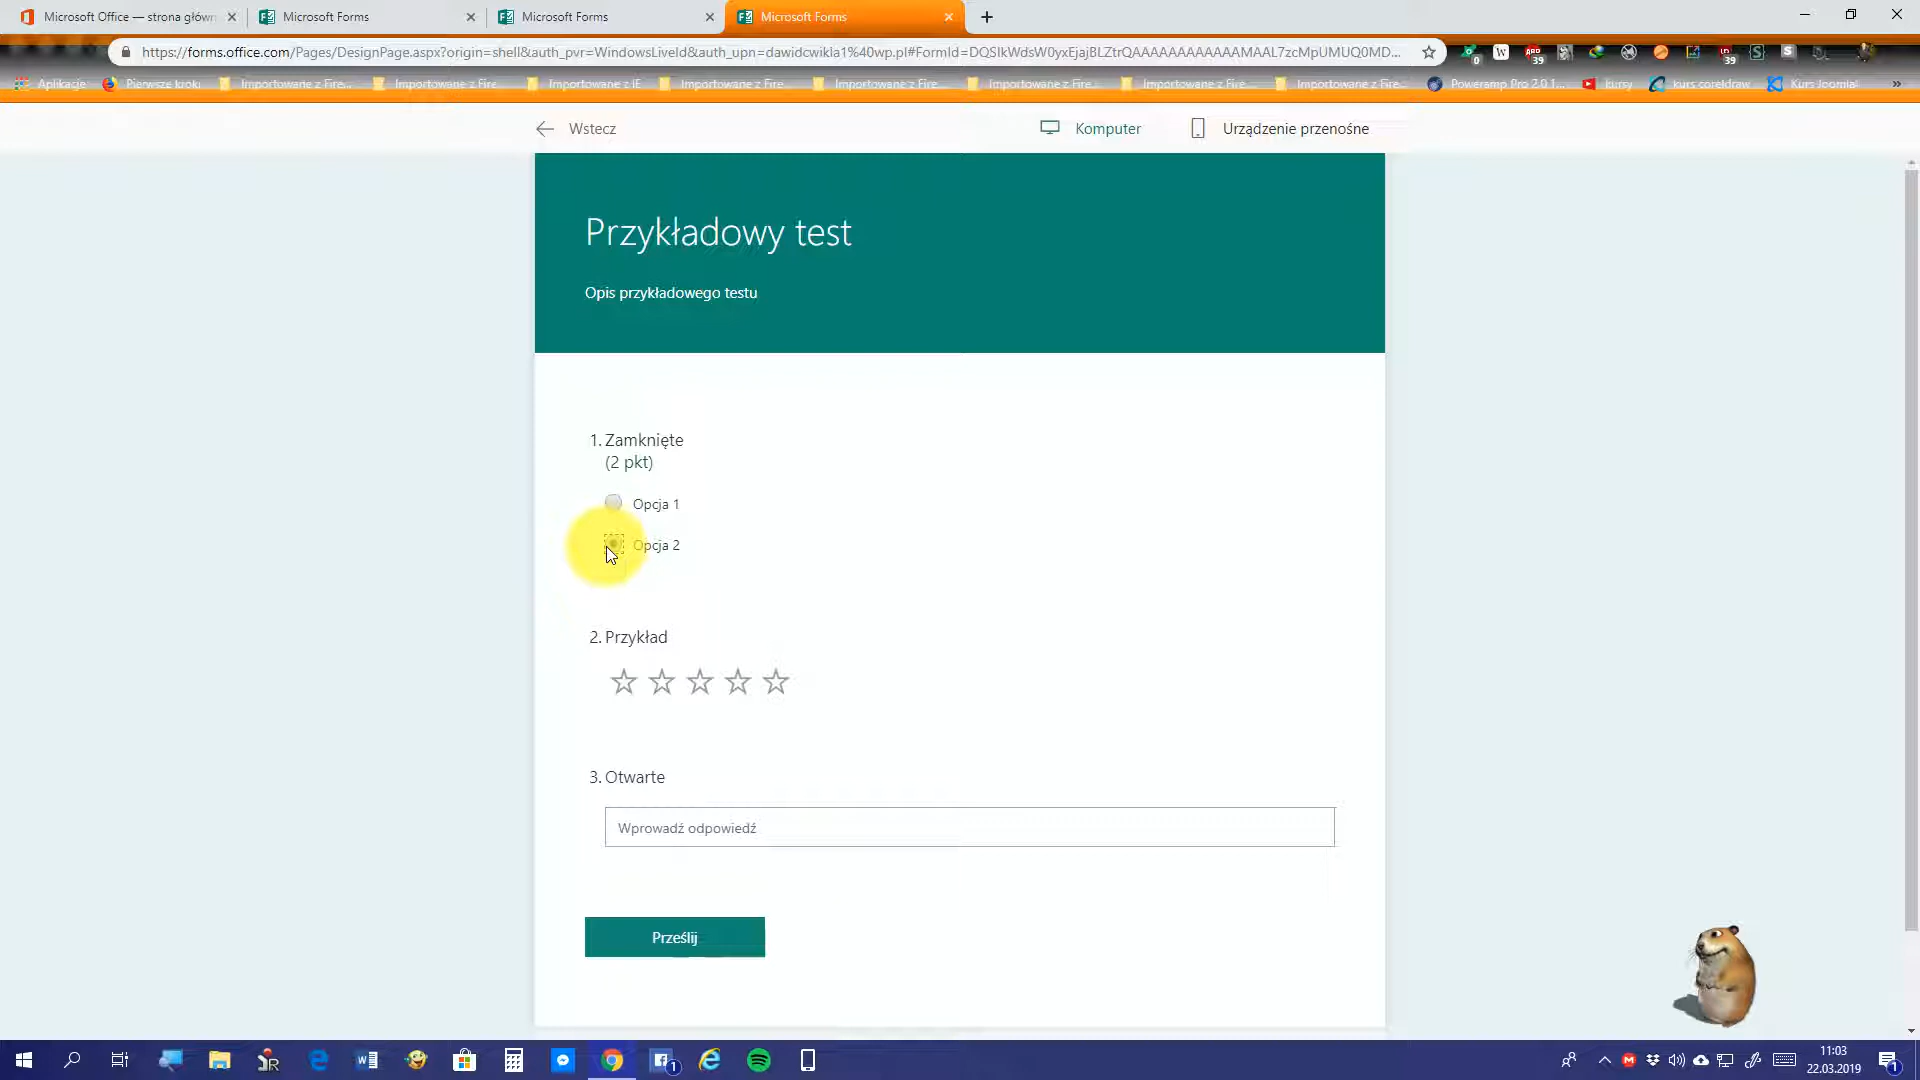 Microsoft Office — strona główn
Microsoft Forms
Microsoft Forms
Microsoft Forms
https://forms.office.com/Pages/DesignPage.aspx?origin=shell&auth_pvr=WindowsLiveId&auth_upn=dawidcwikla1%40wp.pl#FormId=DQSIkWdsW0yxEjajBLZtrQAAAAAAAAAAAAMAAL7zcMpUMUQ0MD...
Aplikacje
Pierwsze kroki
Importowane z Fire...
Importowane z Fire
Importowane z IE
Importowane z Fire...
Importowane z Fire...
Importowane z Fire...
Importowane z Fire...
Importowane z Fire...
Poweramp Pro 2.0.1...
kursy
kurs coreldraw
Kurs Joomla!
Wstecz
Komputer
Urządzenie przenośne
Przykładowy test
Opis przykładowego testu
1. Zamknięte
(2 pkt)
Opcja 1
Opcja 2
2. Przykład
3. Otwarte
Wprowadź odpowiedź
Prześlij
11:03
22.03.2019